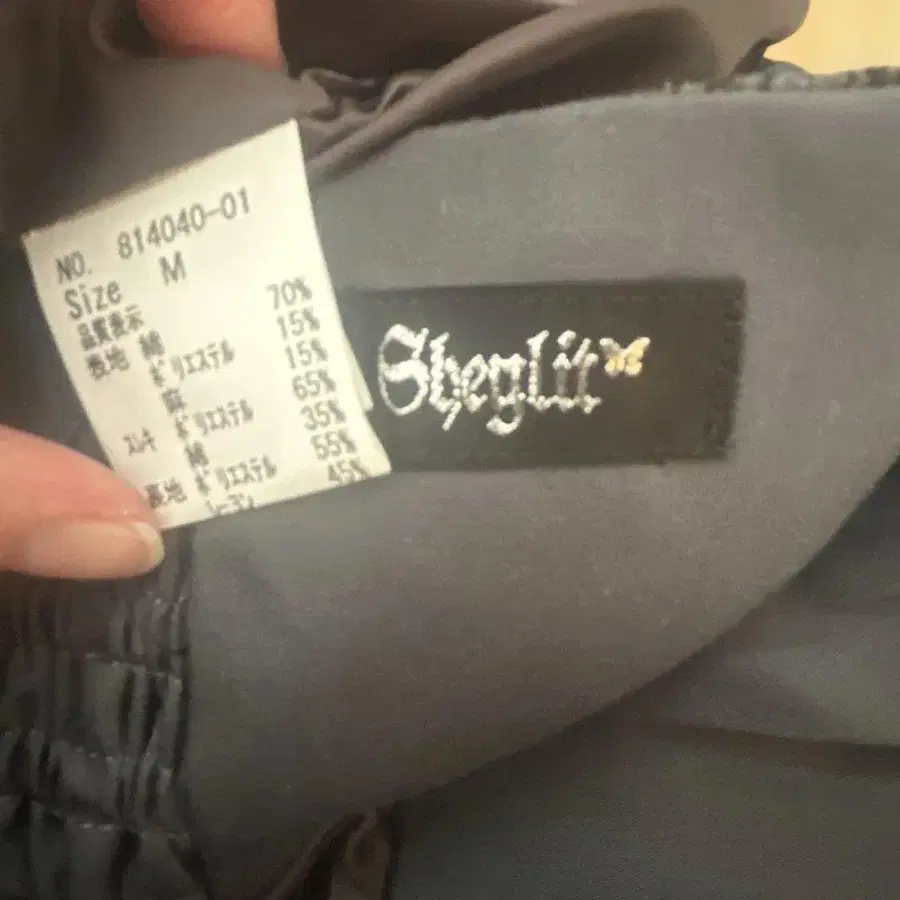 NO. 814040-01
Size M
品質表示
表地 綿 70%
ポリエステル 15%
麻 15%
スレキ ポリエステル 65%
綿 35%
裏地 ポリエステル 55%
レーヨン 45%
Sheglit